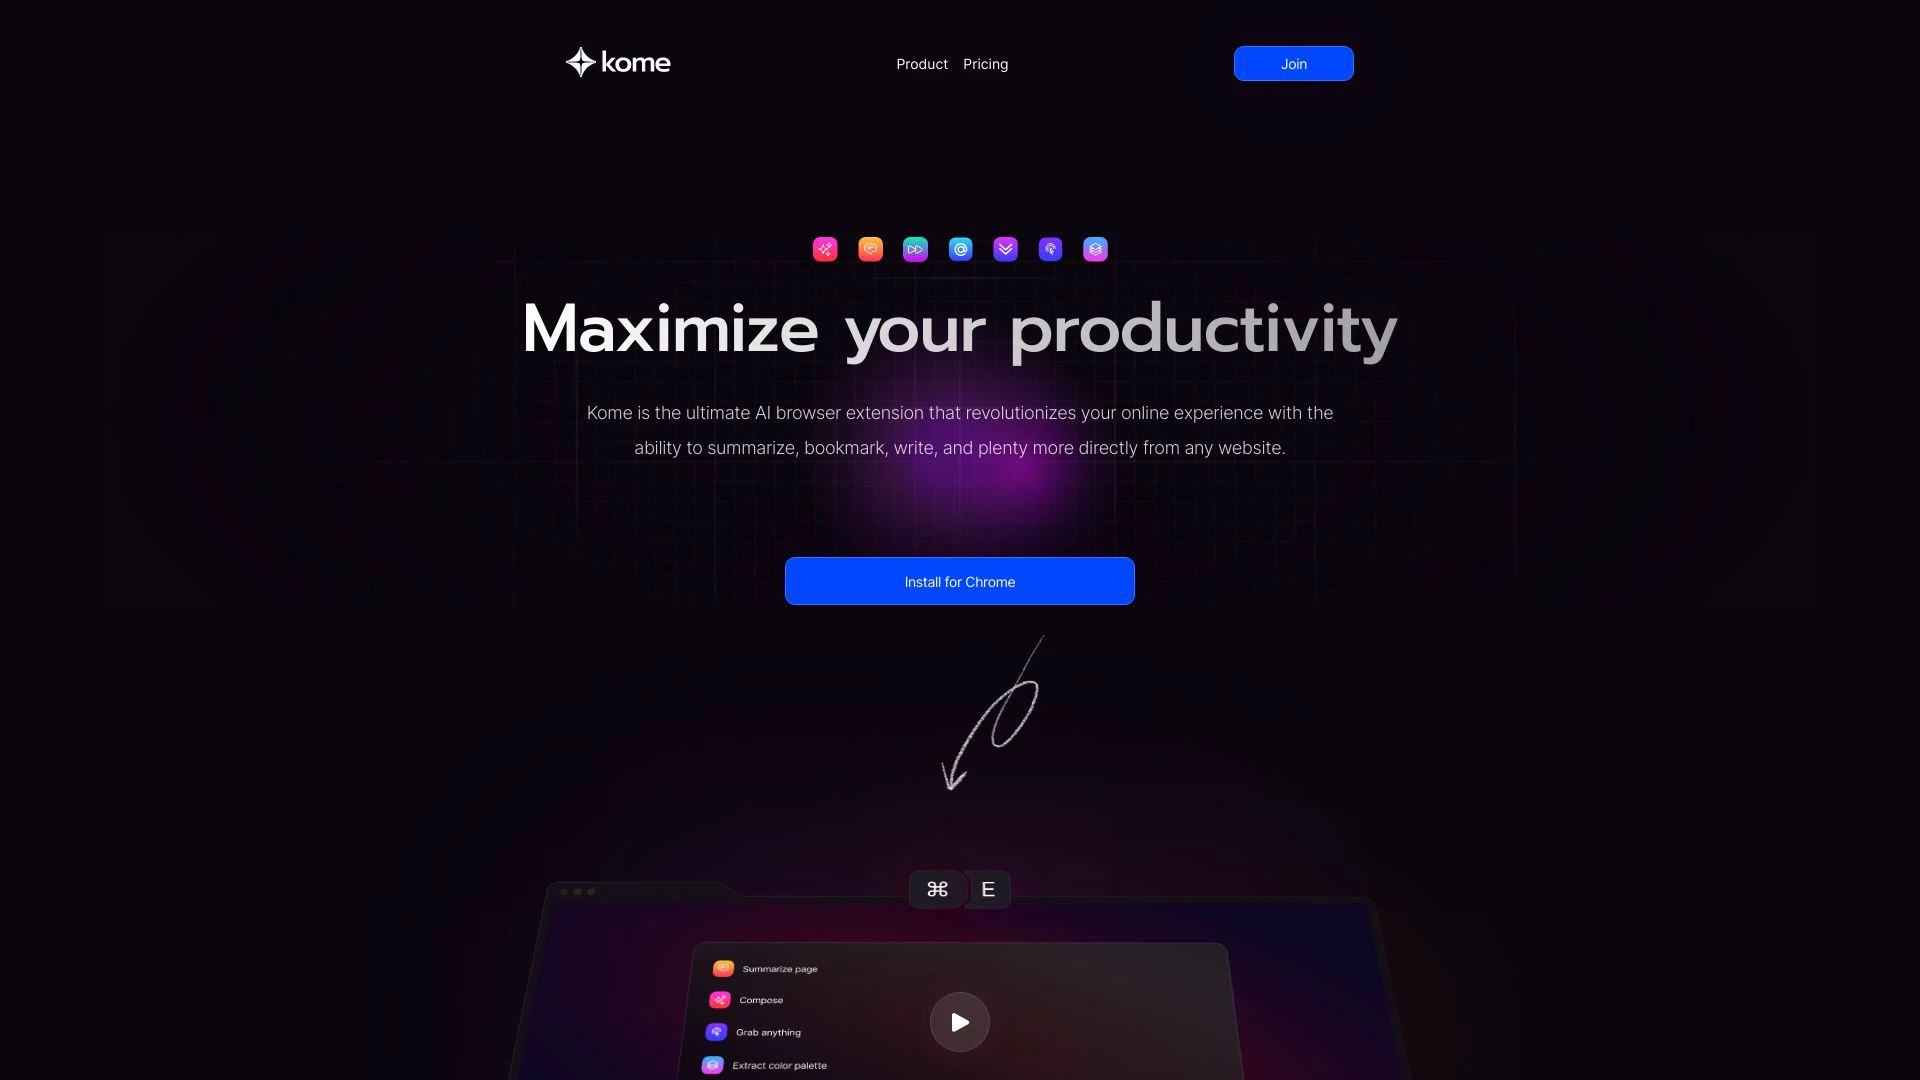 kome
Product Pricing
Join
Maximize your productivity
Kome is the ultimate AI browser extension that revolutionizes your online experience with the
ability to summarize, bookmark, write, and plenty more directly from any website.
Install for Chrome
⌘ E
Summarize page
Compose
Grab anything
Extract color palette